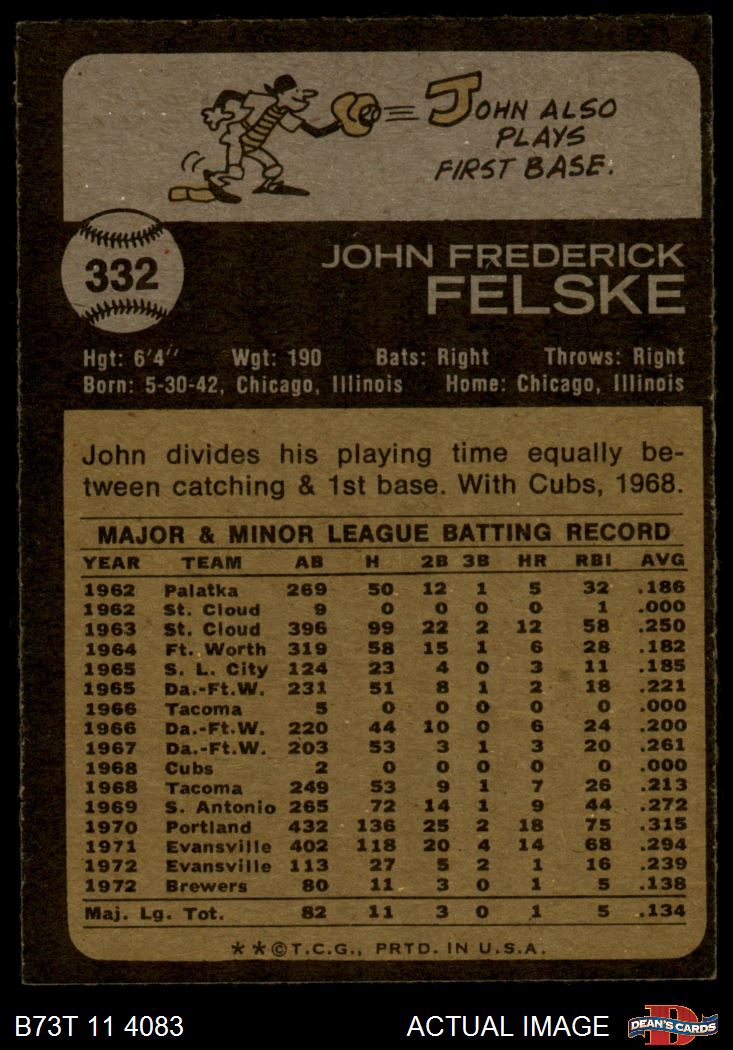 JOHN ALSO
PLAYS
FIRST BASE.
332
JOHN FREDERICK
FELSKE
Hgt: 6'4" Wgt: 190 Bats: Right Throws: Right
Born: 5-30-42, Chicago, Illinois Home: Chicago, Illinois
John divides his playing time equally be-
tween catching & 1st base. With Cubs, 1968.
MAJOR & MINOR LEAGUE BATTING RECORD
YEAR TEAM AB H 2B 3B HR RBI AVG
1962 Palatka 269 50 12 1 5 32 .186
1962 St. Cloud 9 0 0 0 0 1 .000
1963 St. Cloud 396 99 22 2 12 58 .250
1964 Ft. Worth 319 58 15 1 6 28 .182
1965 S. L. City 124 23 4 0 3 11 .185
1965 Da.-Ft.W. 231 51 8 1 2 18 .221
1966 Tacoma 5 0 0 0 0 0 .000
1966 Da.-Ft.W. 220 44 10 0 6 24 .200
1967 Da.-Ft.W. 203 53 3 1 3 20 .261
1968 Cubs 2 0 0 0 0 0 .000
1968 Tacoma 249 53 9 1 7 26 .213
1969 S. Antonio 265 72 14 1 9 44 .272
1970 Portland 432 136 25 2 18 75 .315
1971 Evansville 402 118 20 4 14 68 .294
1972 Evansville 113 27 5 2 1 16 .239
1972 Brewers 80 11 3 0 1 5 .138
Maj. Lg. Tot. 82 11 3 0 1 5 .134
**©T.C.G., PRTD. IN U.S.A.
B73T 11 4083 ACTUAL IMAGE D DEAN'S CARDS